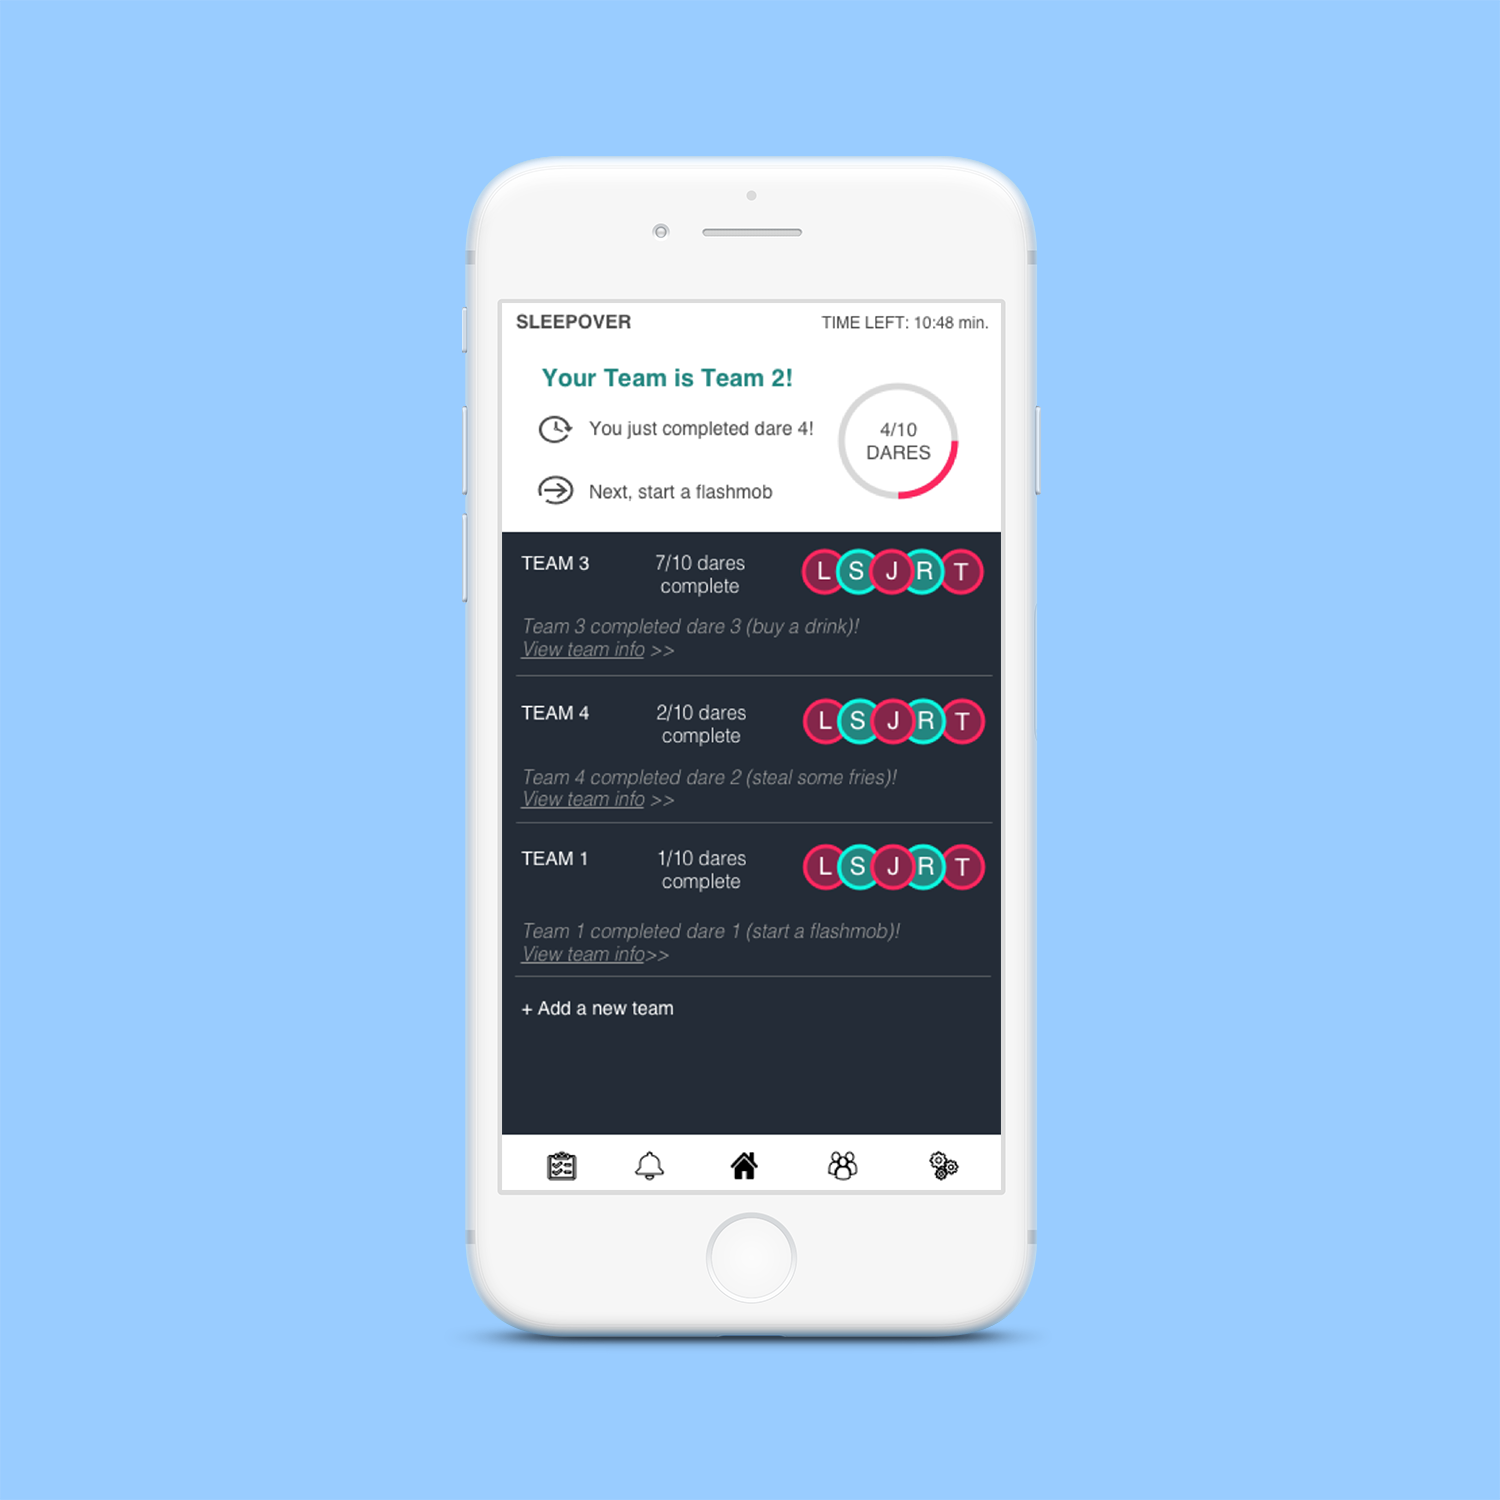 SLEEPOVER
TIME LEFT: 10:48 min.
Your Team is Team 2!
You just completed dare 4!
Next, start a flashmob
4/10
DARES
TEAM 3
7/10 dares
complete
L S J R T
Team 3 completed dare 3 (buy a drink)!
View team info >>
TEAM 4
2/10 dares
complete
L S J R T
Team 4 completed dare 2 (steal some fries)!
View team info >>
TEAM 1
1/10 dares
complete
L S J R T
Team 1 completed dare 1 (start a flashmob)!
View team info>>
+ Add a new team